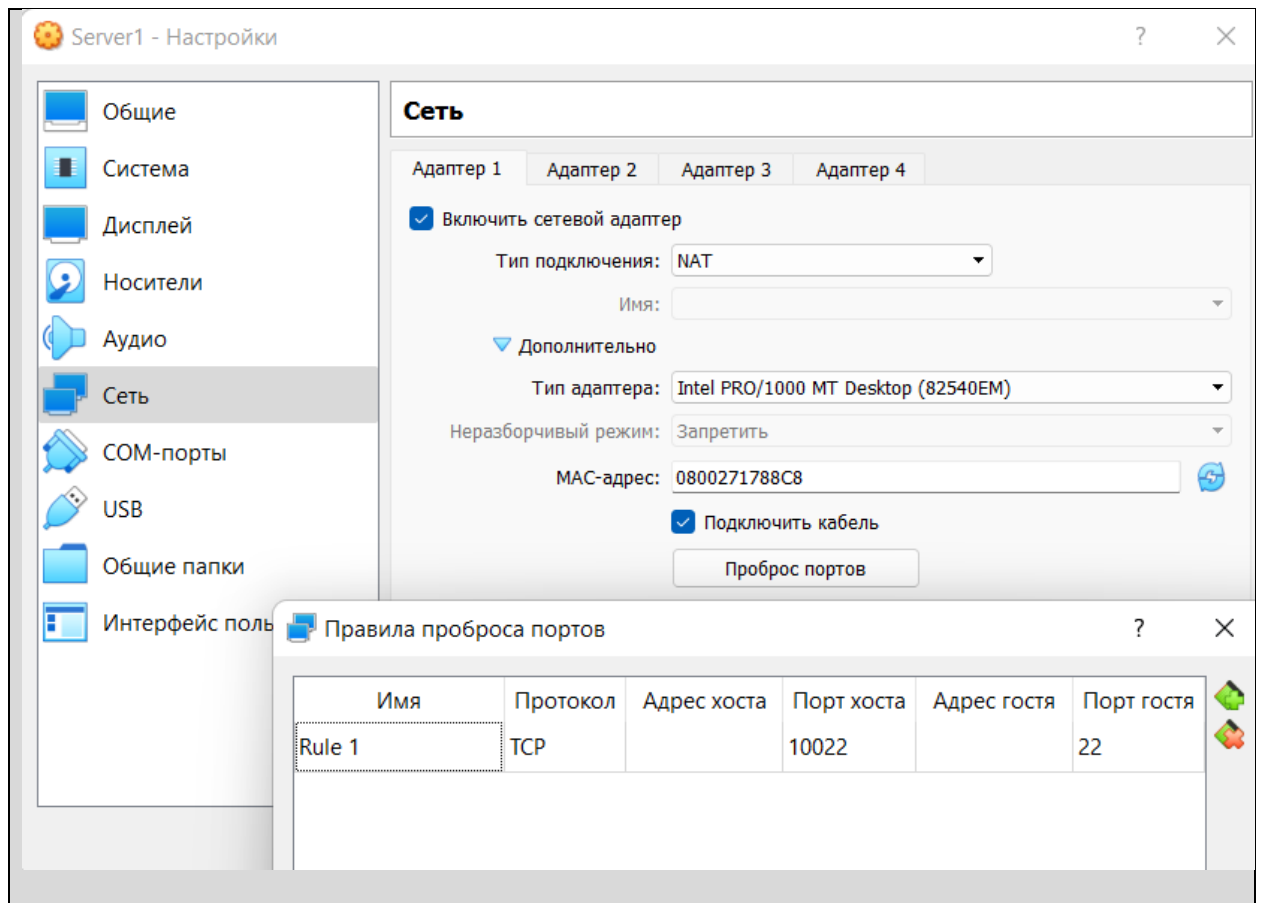 Server1 - Настройки
?
Общие
Система
Дисплей
Носители
Аудио
Сеть
COM-порты
USB
Общие папки
Интерфейс поль
Сеть
Адаптер 1 Адаптер 2 Адаптер 3 Адаптер 4
Включить сетевой адаптер
Тип подключения: NAT
Имя:
Дополнительно
Тип адаптера: Intel PRO/1000 MT Desktop (82540EM)
Неразборчивый режим: Запретить
MAC-адрес: 0800271788C8
Подключить кабель
Проброс портов
Правила проброса портов
?
Имя Протокол Адрес хоста Порт хоста Адрес гостя Порт гостя
Rule 1 TCP 10022 22